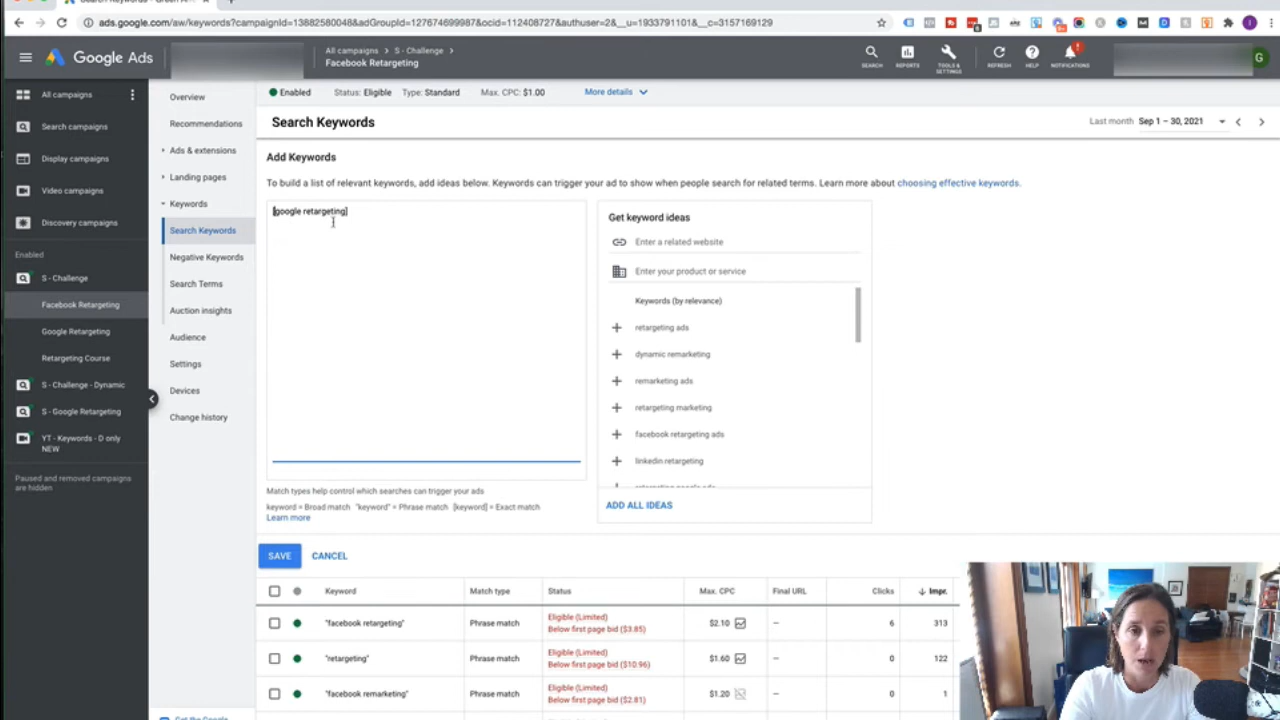 ads.google.com/aw/keywords?campaignId=13882580048&adGroupId=127674699987&ocid=112408727&authuser=2&__u=1933791101&__c=3157169129
Google Ads
All campaigns > S - Challenge >
Facebook Retargeting
SEARCH
REPORTS
TOOLS &
SETTINGS
REFRESH
HELP
NOTIFICATIONS
G
All campaigns
Search campaigns
Display campaigns
Video campaigns
Discovery campaigns
Enabled
S - Challenge
Facebook Retargeting
Google Retargeting
Retargeting Course
S - Challenge - Dynamic
S - Google Retargeting
YT - Keywords - D only
NEW
Paused and removed campaigns
are hidden
Overview
Recommendations
Ads & extensions
Landing pages
Keywords
Search Keywords
Negative Keywords
Search Terms
Auction insights
Audience
Settings
Devices
Change history
Enabled Status: Eligible Type: Standard Max. CPC: $1.00 More details
Search Keywords
Last month Sep 1 – 30, 2021
Add Keywords
To build a list of relevant keywords, add ideas below. Keywords can trigger your ad to show when people search for related terms. Learn more about choosing effective keywords.
[google retargeting]
Get keyword ideas
Enter a related website
Enter your product or service
Keywords (by relevance)
retargeting ads
dynamic remarketing
remarketing ads
retargeting marketing
facebook retargeting ads
linkedin retargeting
ADD ALL IDEAS
Match types help control which searches can trigger your ads
keyword = Broad match "keyword" = Phrase match [keyword] = Exact match
Learn more
SAVE CANCEL
Keyword Match type Status Max. CPC Final URL Clicks Impr.
"facebook retargeting" Phrase match Eligible (Limited) $2.10 — 6 313
Below first page bid ($3.85)
"retargeting" Phrase match Eligible (Limited) $1.60 — 0 122
Below first page bid ($10.96)
"facebook remarketing" Phrase match Eligible (Limited) $1.20 — 0 1
Below first page bid ($2.81)